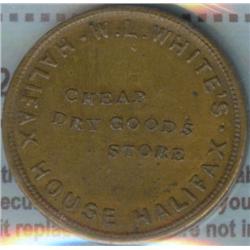 · W. L. WHITE'S ·
HALIFAX HOUSE HALIFAX
CHEAP
DRY GOODS
STORE